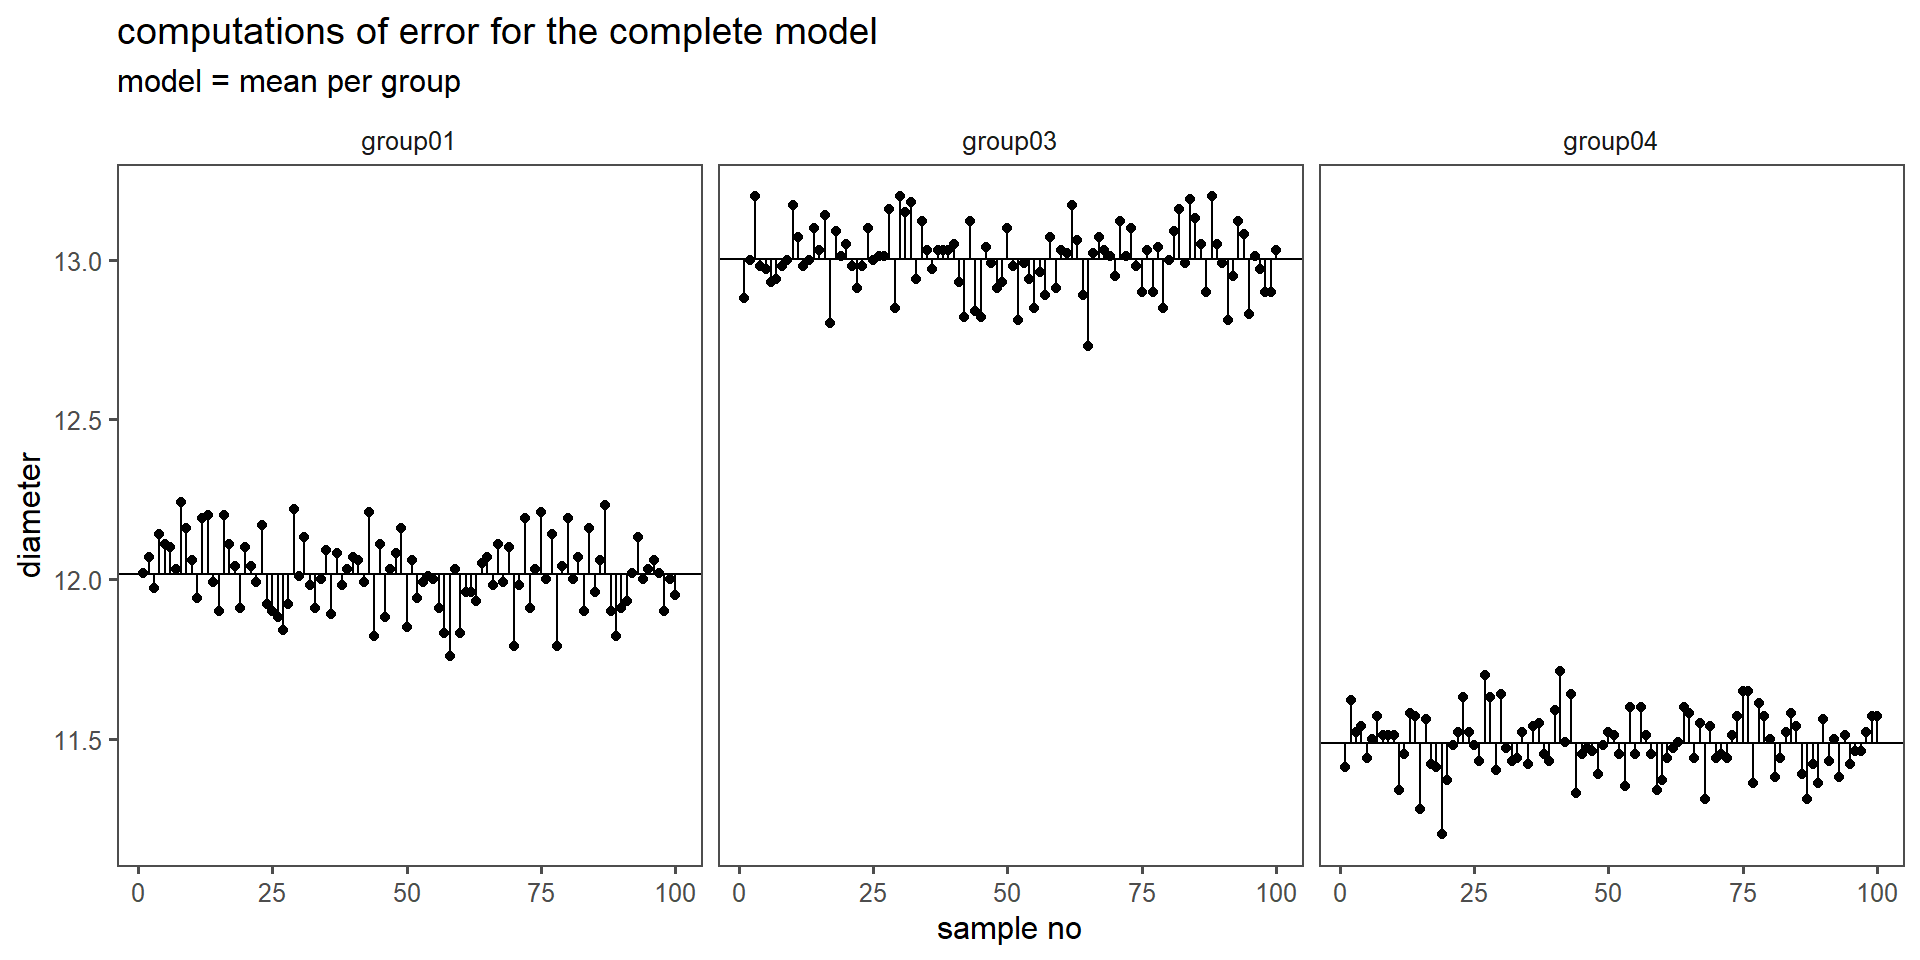 computations of error for the complete model
model = mean per group
group01
group03
group04
diameter
13.0
12.5
12.0
11.5
0 25 50 75 100
0 25 50 75 100
0 25 50 75 100
sample no